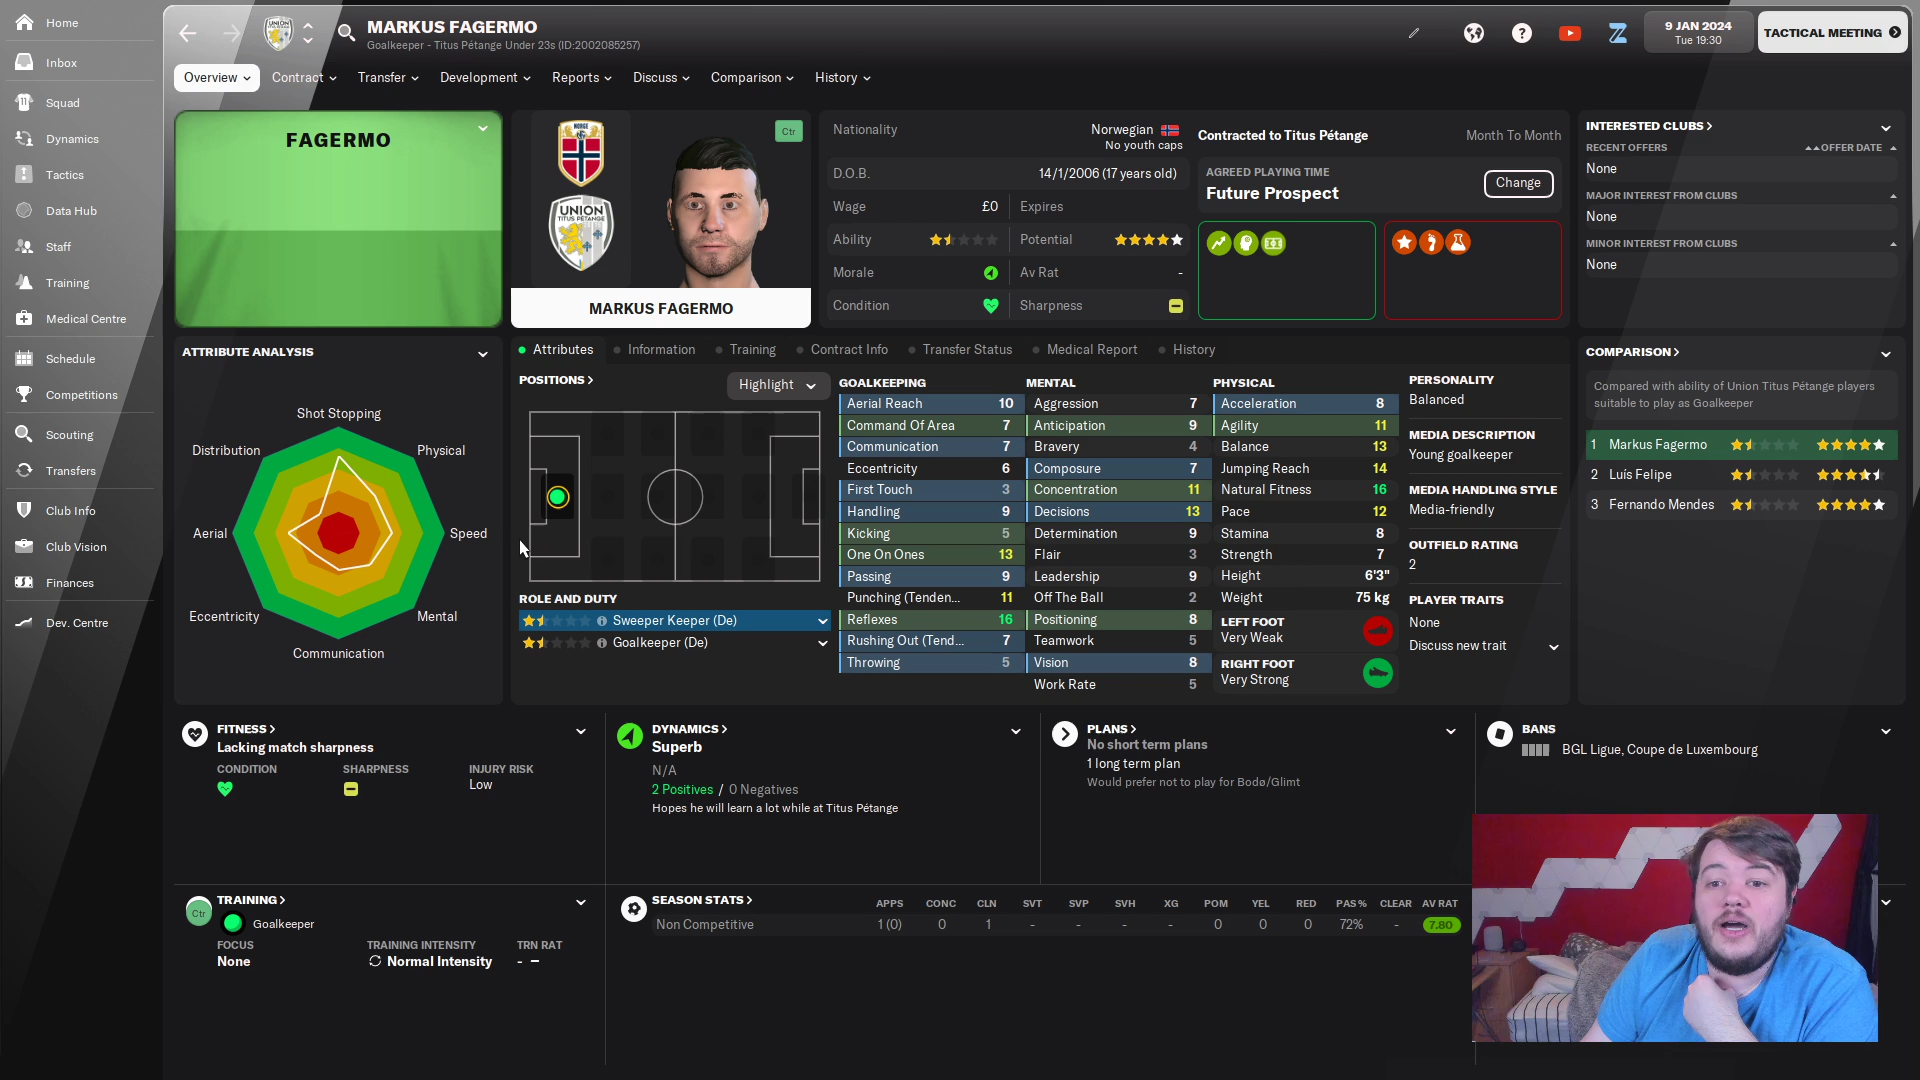 Home
Inbox
Squad
Dynamics
Tactics
Data Hub
Staff
Training
Medical Centre
Schedule
Competitions
Scouting
Transfers
Club Info
Club Vision
Finances
Dev. Centre
MARKUS FAGERMO
Goalkeeper - Titus Pétange Under 23s (ID:2002085257)
9 JAN 2024
Tue 19:30
TACTICAL MEETING
Overview
Contract
Transfer
Development
Reports
Discuss
Comparison
History
FAGERMO
NORGE
UNION
TITUS PÉTANGE
Ctr
MARKUS FAGERMO
Nationality Norwegian
No youth caps
D.O.B. 14/1/2006 (17 years old)
Wage £0 Expires
Ability Potential
Morale Av Rat -
Condition Sharpness
Contracted to Titus Pétange Month To Month
AGREED PLAYING TIME
Future Prospect
Change
INTERESTED CLUBS
RECENT OFFERS OFFER DATE
None
MAJOR INTEREST FROM CLUBS
None
MINOR INTEREST FROM CLUBS
None
ATTRIBUTE ANALYSIS
Shot Stopping
Distribution Physical
Aerial Speed
Eccentricity Mental
Communication
Attributes Information Training Contract Info Transfer Status Medical Report History
POSITIONS
Highlight
ROLE AND DUTY
Sweeper Keeper (De)
Goalkeeper (De)
GOALKEEPING
Aerial Reach 10
Command Of Area 7
Communication 7
Eccentricity 6
First Touch 3
Handling 9
Kicking 5
One On Ones 13
Passing 9
Punching (Tenden... 11
Reflexes 16
Rushing Out (Tend... 7
Throwing 5
MENTAL
Aggression 7
Anticipation 9
Bravery 4
Composure 7
Concentration 11
Decisions 13
Determination 9
Flair 3
Leadership 9
Off The Ball 2
Positioning 8
Teamwork 5
Vision 8
Work Rate 5
PHYSICAL
Acceleration 8
Agility 11
Balance 13
Jumping Reach 14
Natural Fitness 16
Pace 12
Stamina 8
Strength 7
Height 6'3"
Weight 75 kg
LEFT FOOT
Very Weak
RIGHT FOOT
Very Strong
PERSONALITY
Balanced
MEDIA DESCRIPTION
Young goalkeeper
MEDIA HANDLING STYLE
Media-friendly
OUTFIELD RATING
2
PLAYER TRAITS
None
Discuss new trait
COMPARISON
Compared with ability of Union Titus Pétange players
suitable to play as Goalkeeper
1 Markus Fagermo
2 Luís Felipe
3 Fernando Mendes
FITNESS
Lacking match sharpness
CONDITION SHARPNESS INJURY RISK
Low
DYNAMICS
Superb
N/A
2 Positives / 0 Negatives
Hopes he will learn a lot while at Titus Pétange
PLANS
No short term plans
1 long term plan
Would prefer not to play for Bodø/Glimt
BANS
BGL Ligue, Coupe de Luxembourg
TRAINING
Ctr
Goalkeeper
FOCUS TRAINING INTENSITY TRN RAT
None Normal Intensity - -
SEASON STATS APPS CONC CLN SVT SVP SVH XG POM YEL RED PAS% CLEAR AV RAT
Non Competitive 1 (0) 0 1 - - - - 0 0 0 72% - 7.80